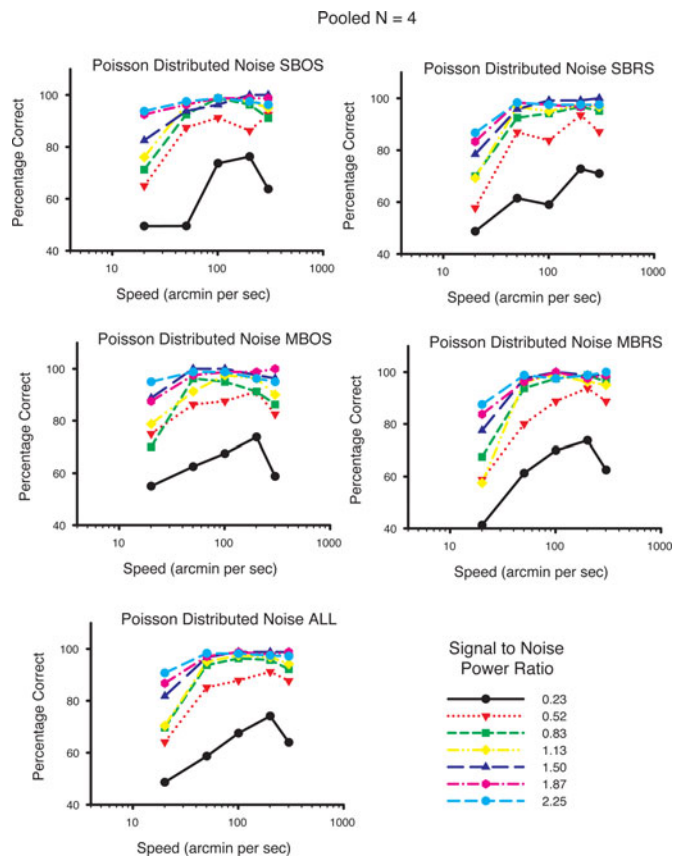 Pooled N = 4
Poisson Distributed Noise SBOS
Percentage Correct
100
80
60
40
10
100
1000
Speed (arcmin per sec)
Poisson Distributed Noise SBRS
Percentage Correct
100
80
60
40
10
100
1000
Speed (arcmin per sec)
Poisson Distributed Noise MBOS
Percentage Correct
100
80
60
40
10
100
1000
Speed (arcmin per sec)
Poisson Distributed Noise MBRS
Percentage Correct
100
80
60
40
10
100
1000
Speed (arcmin per sec)
Poisson Distributed Noise ALL
Percentage Correct
100
80
60
40
10
100
1000
Speed (arcmin per sec)
Signal to Noise
Power Ratio
0.23
0.52
0.83
1.13
1.50
1.87
2.25